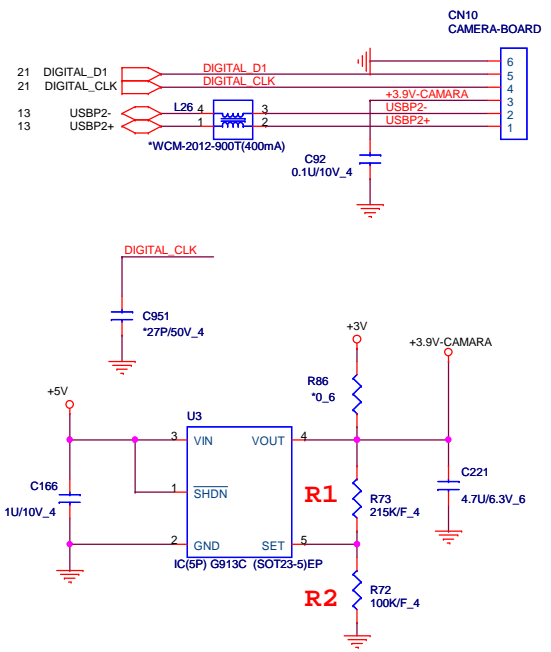 CN10
CAMERA-BOARD
6
21 DIGITAL_D1 DIGITAL_D1 5
21 DIGITAL_CLK DIGITAL_CLK 4
+3.9V-CAMARA 3
13 USBP2- L26 4 3 USBP2- 2
13 USBP2+ 1 2 USBP2+ 1
*WCM-2012-900T(400mA)
C92
0.1U/10V_4
DIGITAL_CLK
C951
*27P/50V_4
+3V
+3.9V-CAMARA
R86
*0_6
+5V
U3
3 VIN VOUT 4
C166
1U/10V_4
1 SHDN
R1
R73
215K/F_4
C221
4.7U/6.3V_6
2 GND SET 5
IC(5P) G913C (SOT23-5)EP
R2
R72
100K/F_4